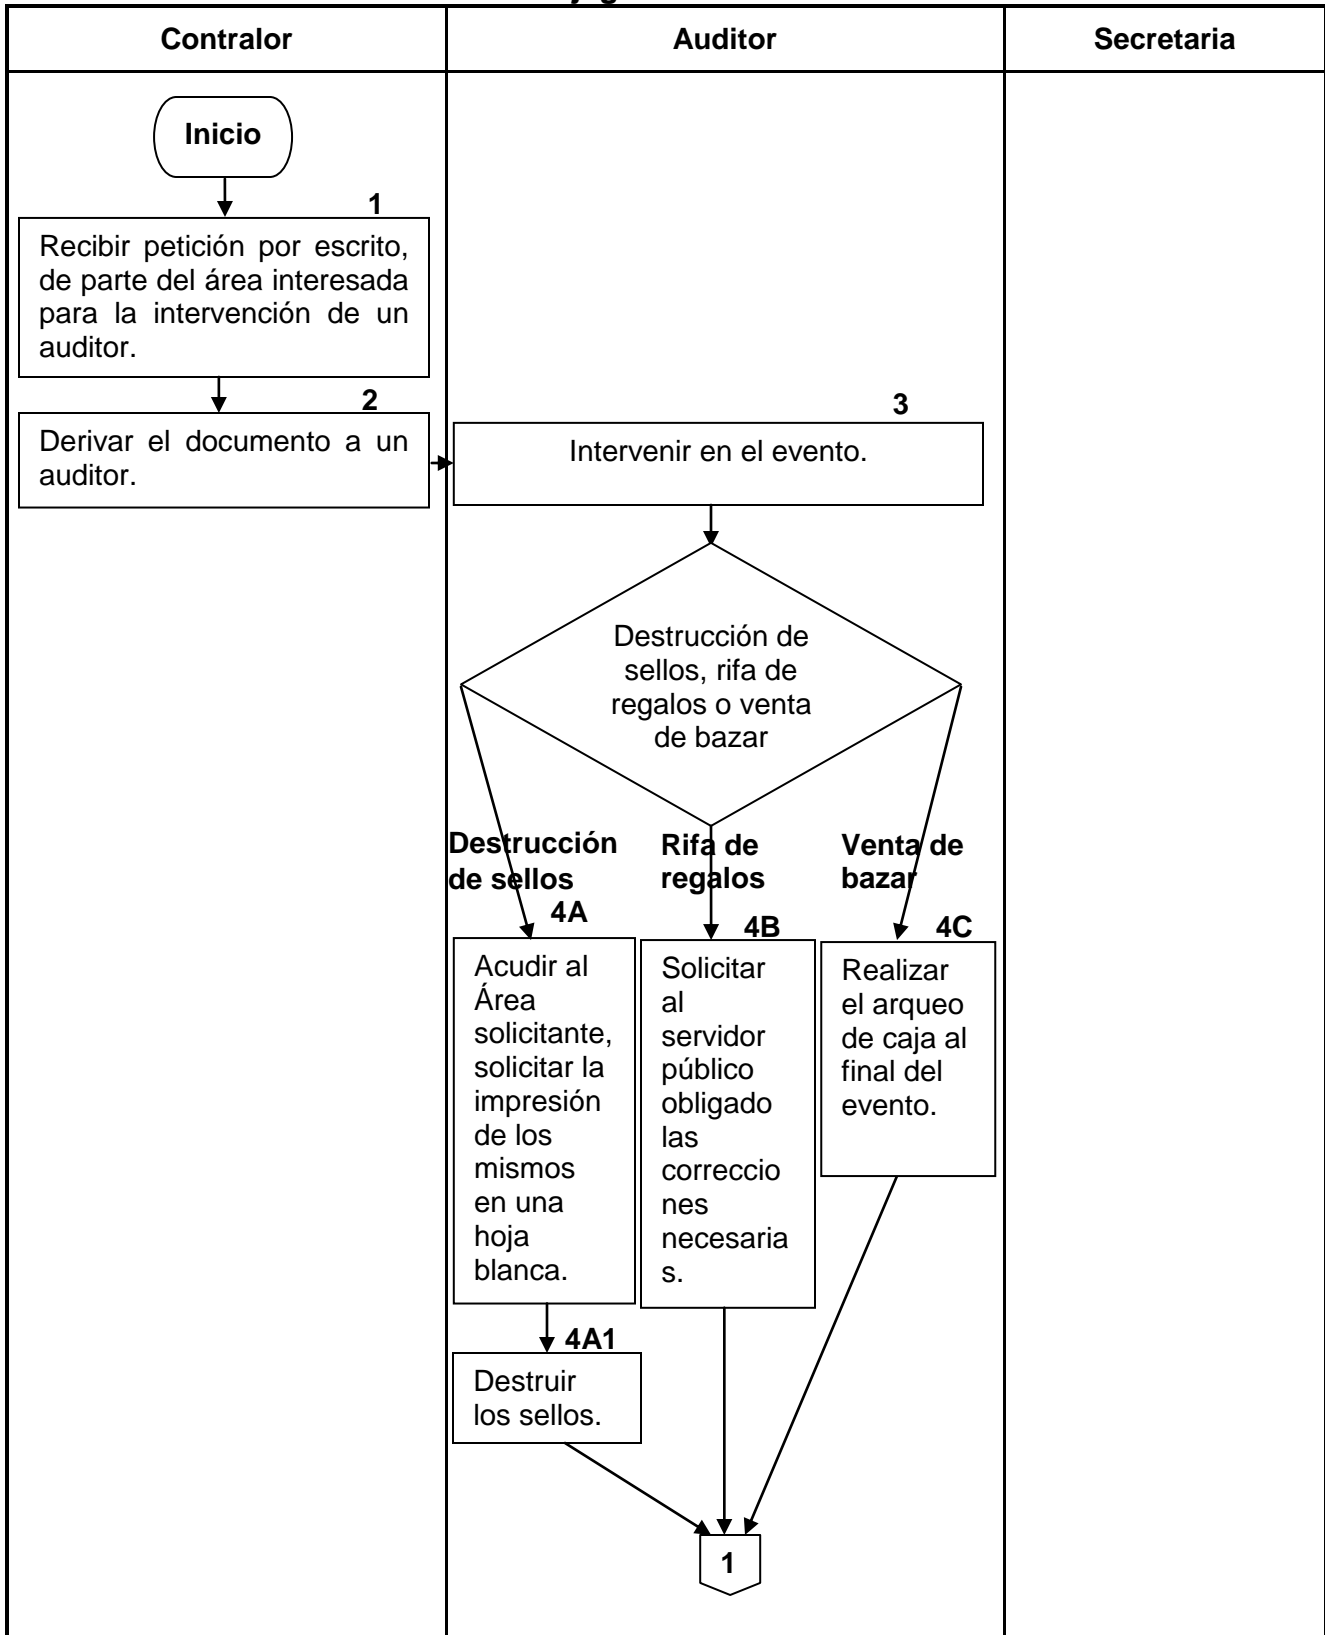 Contralor
Auditor
Secretaria
Inicio
1
Recibir petición por escrito,
de parte del área interesada
para la intervención de un
auditor.
2
Derivar el documento a un
auditor.
3
Intervenir en el evento.
Destrucción de
sellos, rifa de
regalos o venta
de bazar
Destrucción
de sellos
Rifa de
regalos
Venta de
bazar
4A
Acudir al
Área
solicitante,
solicitar la
impresión
de los
mismos
en una
hoja
blanca.
4B
Solicitar
al
servidor
público
obligado
las
correccio
nes
necesaria
s.
4C
Realizar
el arqueo
de caja al
final del
evento.
4A1
Destruir
los sellos.
1